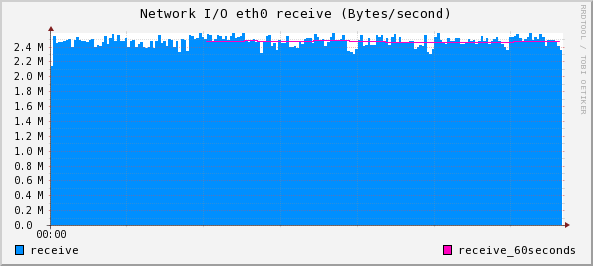 Network I/O eth0 receive (Bytes/second)
RRDTOOL / TOBI OETIKER
2.4 M
2.2 M
2.0 M
1.8 M
1.6 M
1.4 M
1.2 M
1.0 M
0.8 M
0.6 M
0.4 M
0.2 M
0.0
00:00
receive
receive_60seconds